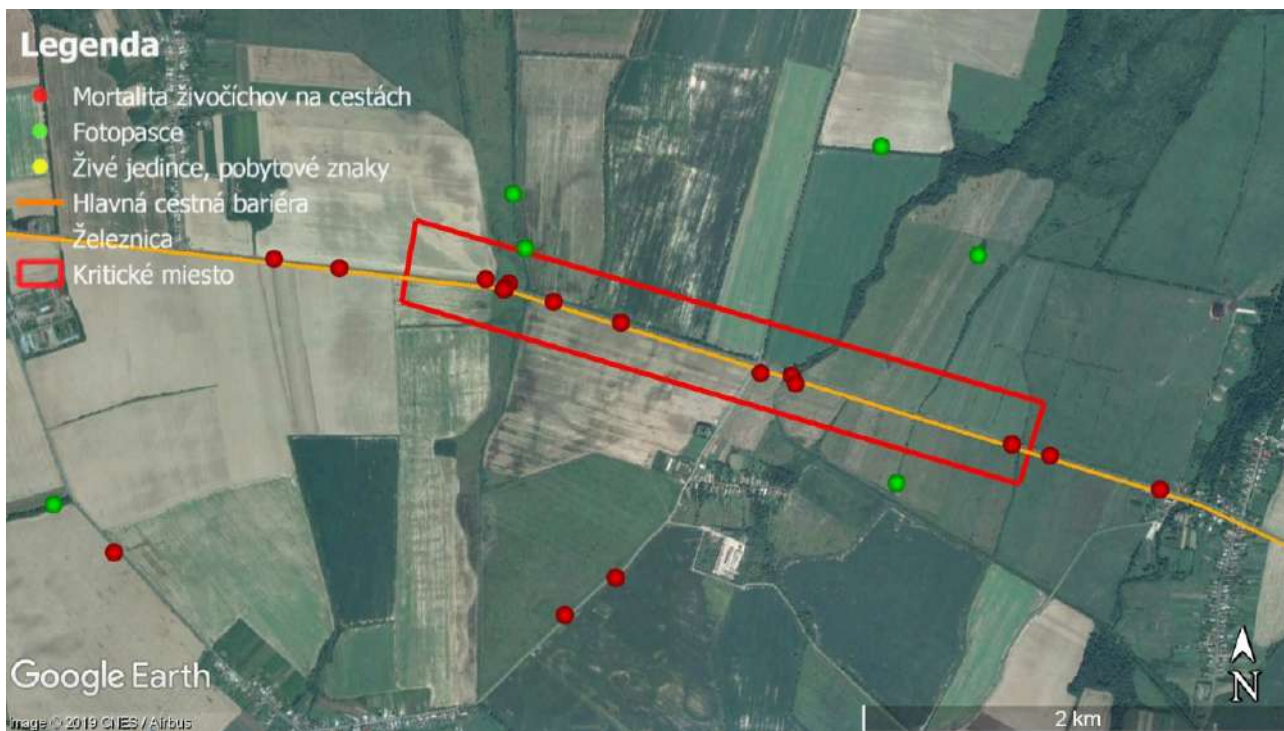 Legenda
Mortalita živočíchov na cestách
Fotopasce
Živé jedince, pobytové znaky
Hlavná cestná bariéra
Železnica
Kritické miesto
N
Google Earth
Image © 2019 CNES / Airbus
2 km